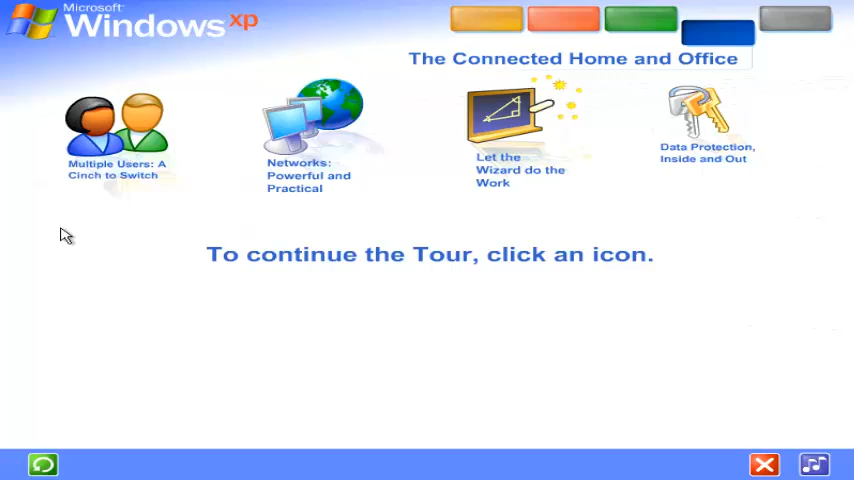 Microsoft®
Windows xp
The Connected Home and Office
Multiple Users: A
Cinch to Switch
Networks:
Powerful and
Practical
Let the
Wizard do the
Work
Data Protection,
Inside and Out
To continue the Tour, click an icon.